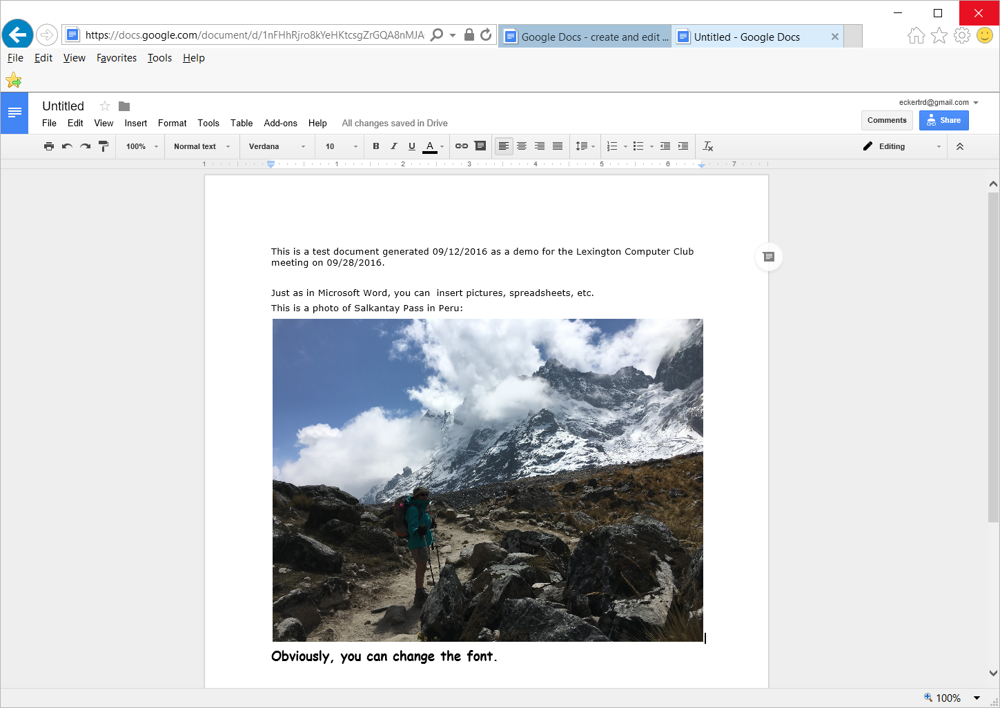 https://docs.google.com/document/d/1nFHhRjro8kYeHKtcsgZrGQA8nMJA
Google Docs - create and edit ...
Untitled - Google Docs
File Edit View Favorites Tools Help
Untitled
eckertrd@gmail.com
File Edit View Insert Format Tools Table Add-ons Help All changes saved in Drive
Comments
Share
100% Normal text Verdana 10 B I U A Editing
1 1 2 3 4 5 6 7
This is a test document generated 09/12/2016 as a demo for the Lexington Computer Club
meeting on 09/28/2016.
Just as in Microsoft Word, you can  insert pictures, spreadsheets, etc.
This is a photo of Salkantay Pass in Peru:
Obviously, you can change the font.
100%